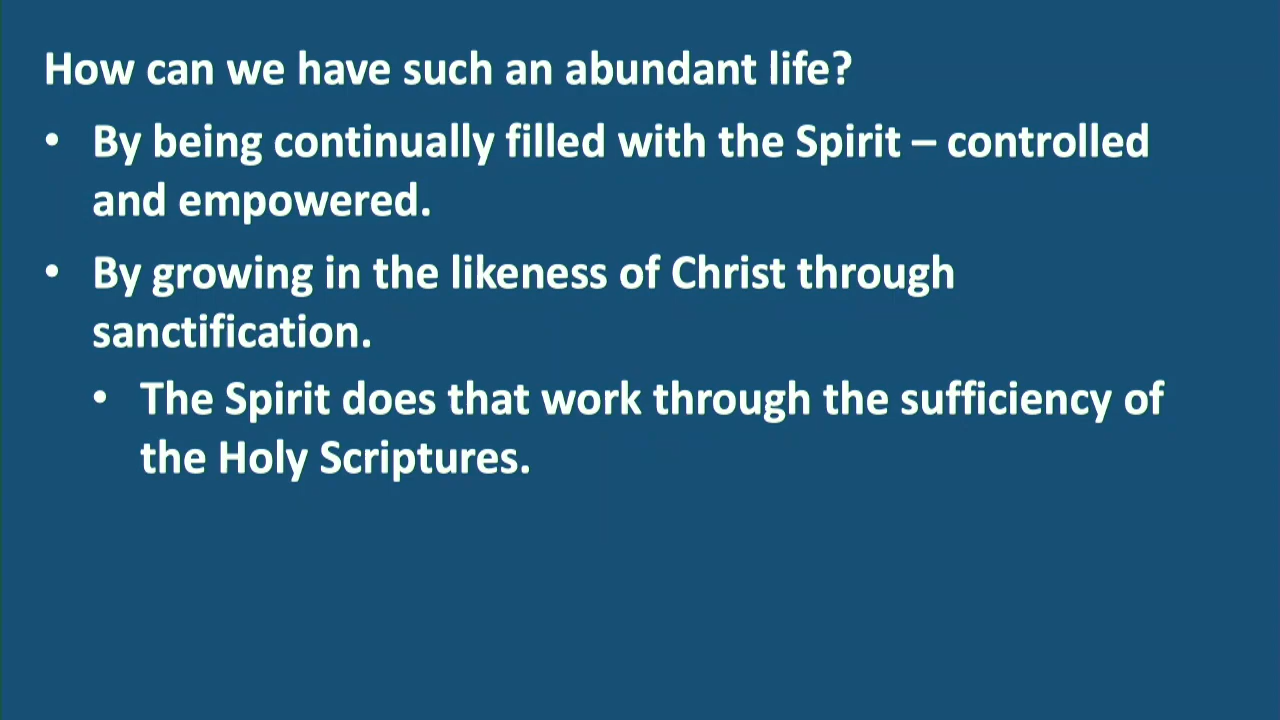 How can we have such an abundant life?
• By being continually filled with the Spirit – controlled
and empowered.
• By growing in the likeness of Christ through
sanctification.
• The Spirit does that work through the sufficiency of
the Holy Scriptures.